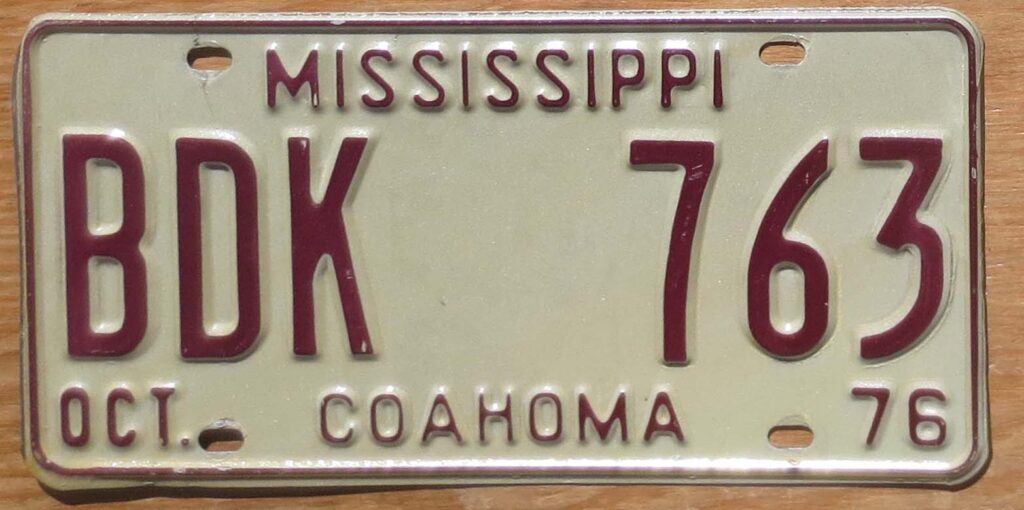 MISSISSIPPI
BDK 763
OCT. COAHOMA 76